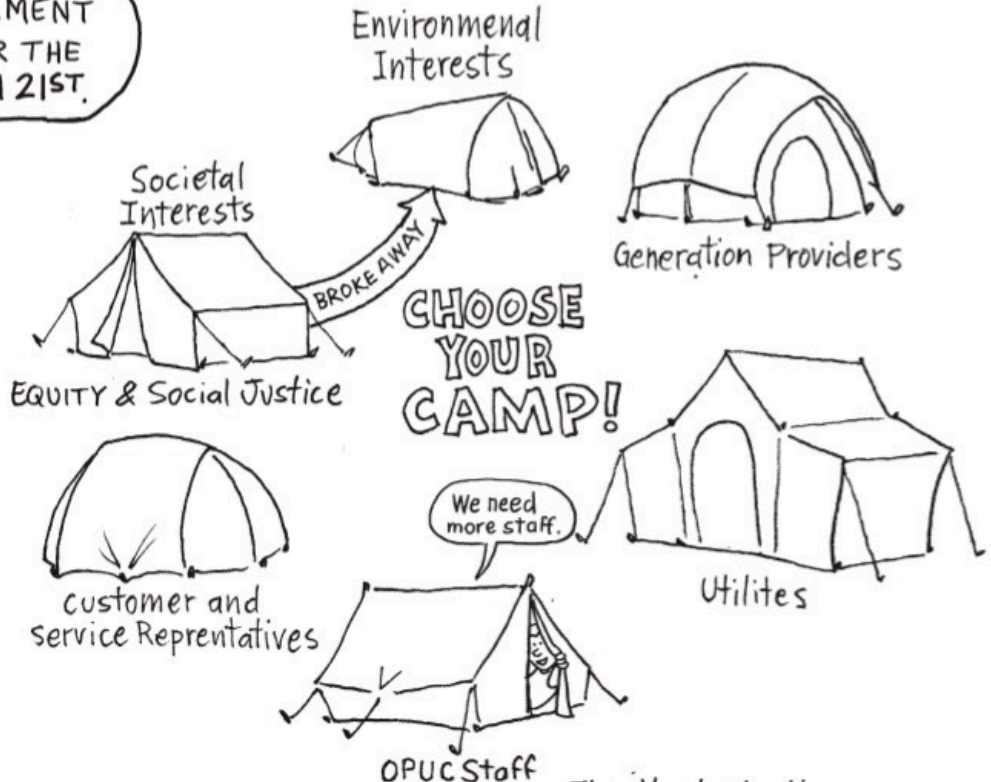 EMENT
R THE
21ST.
Environmenal
Interests
Societal
Interests
BROKE AWAY
Generation Providers
CHOOSE
YOUR
CAMP!
EQUITY & Social Justice
We need
more staff.
Utilites
customer and
service Reprentatives
OPUC Staff